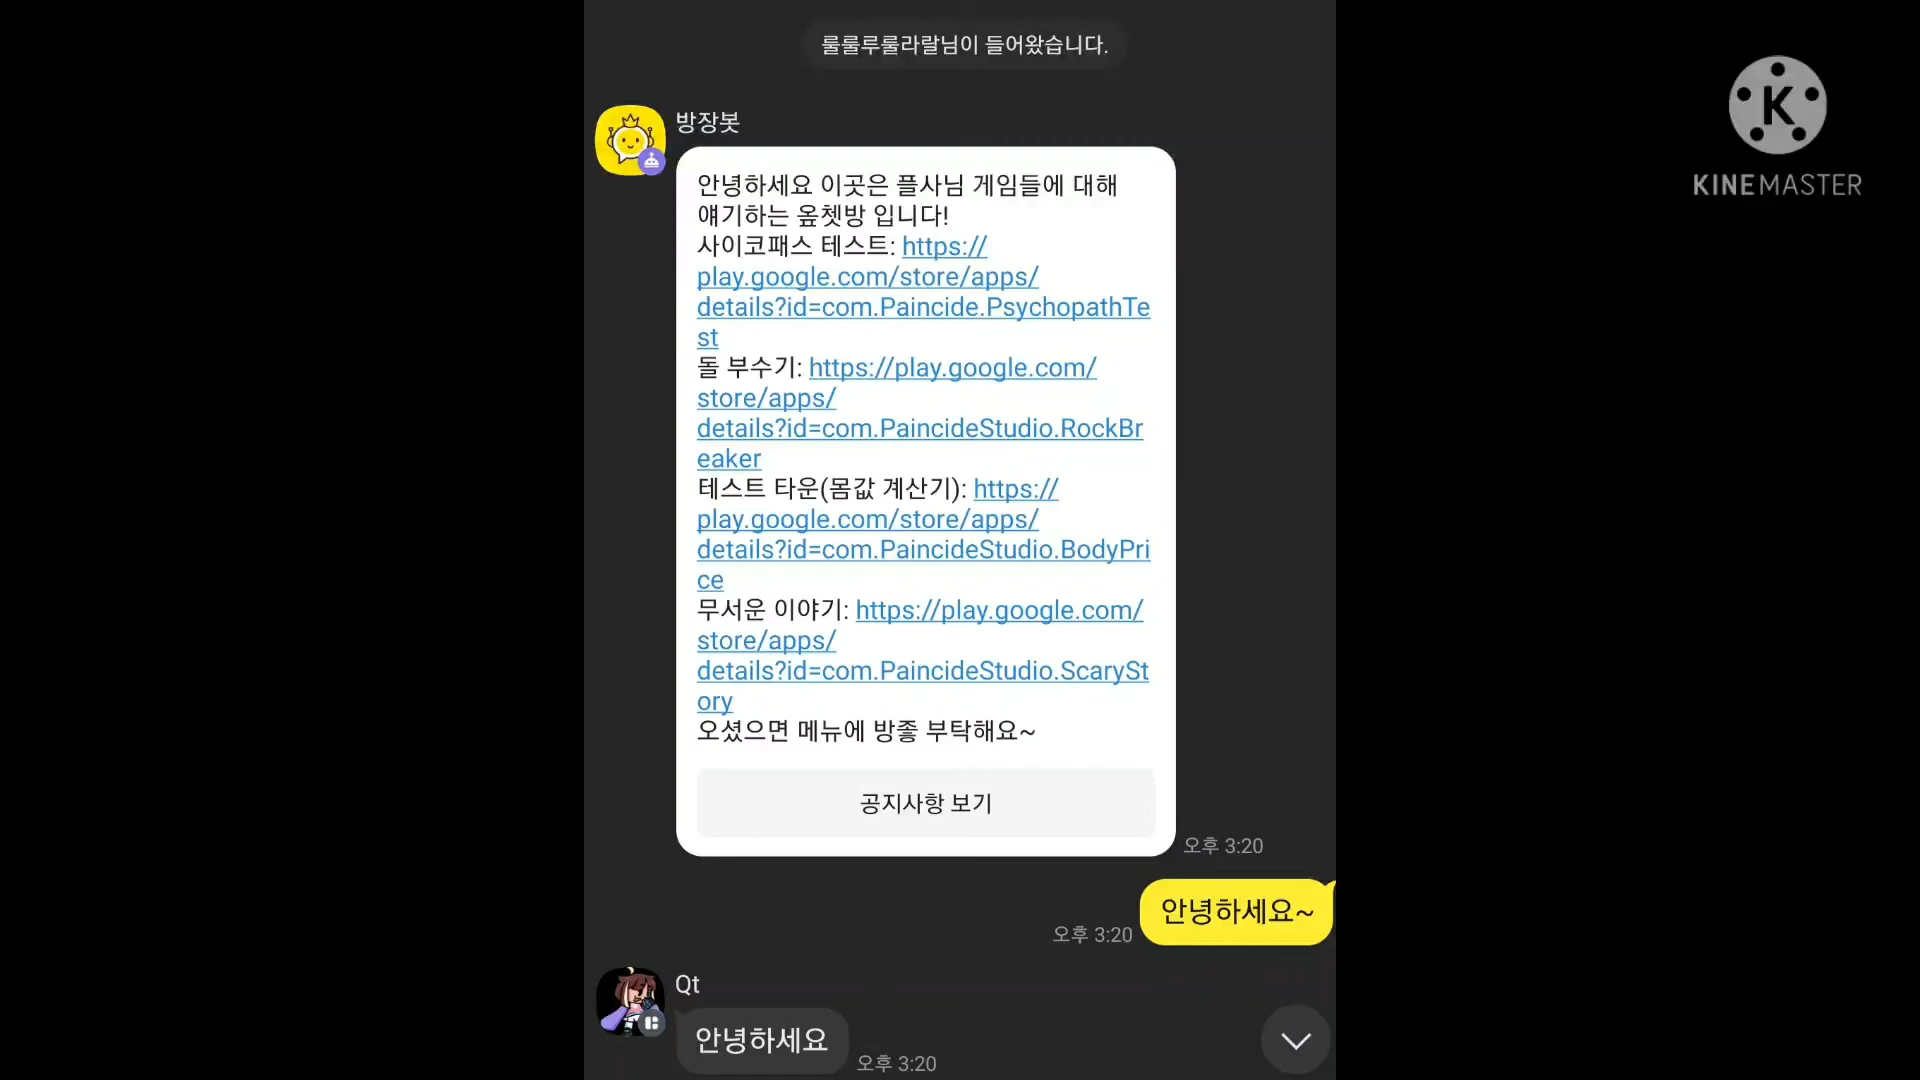 룰룰루룰라랄님이 들어왔습니다.
방장봇
안녕하세요 이곳은 플사님 게임들에 대해
얘기하는 옾쳇방 입니다!
사이코패스 테스트: https://
play.google.com/store/apps/
details?id=com.Paincide.PsychopathTe
st
돌 부수기: https://play.google.com/
store/apps/
details?id=com.PaincideStudio.RockBr
eaker
테스트 타운(몸값 계산기): https://
play.google.com/store/apps/
details?id=com.PaincideStudio.BodyPri
ce
무서운 이야기: https://play.google.com/
store/apps/
details?id=com.PaincideStudio.ScarySt
ory
오셨으면 메뉴에 방좋 부탁해요~
공지사항 보기
오후 3:20
안녕하세요~
오후 3:20
Qt
안녕하세요
오후 3:20
K
KINEMASTER